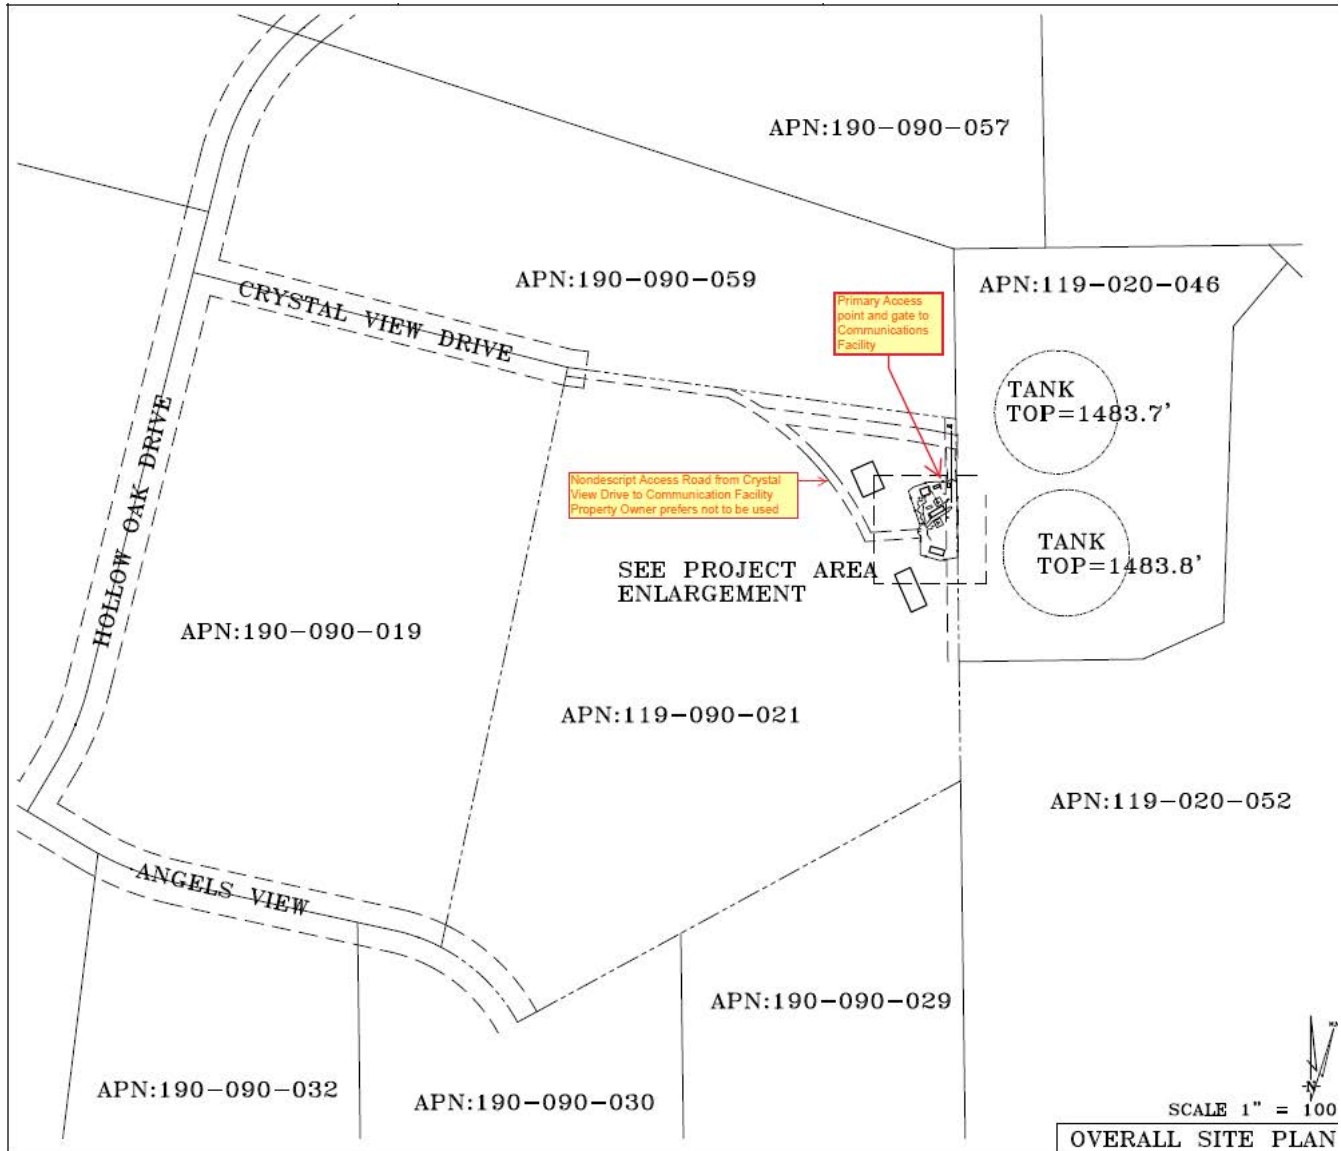 APN:190-090-057
APN:190-090-059
APN:119-020-046
CRYSTAL VIEW DRIVE
Primary Access
point and gate to
Communications
Facility
TANK
TOP=1483.7'
HOLLOW OAK DRIVE
Nondescript Access Road from Crystal
View Drive to Communication Facility
Property Owner prefers not to be used
TANK
TOP=1483.8'
SEE PROJECT AREA
ENLARGEMENT
APN:190-090-019
APN:119-090-021
APN:119-020-052
ANGELS VIEW
APN:190-090-029
APN:190-090-032
APN:190-090-030
N
SCALE 1" = 100
OVERALL SITE PLAN